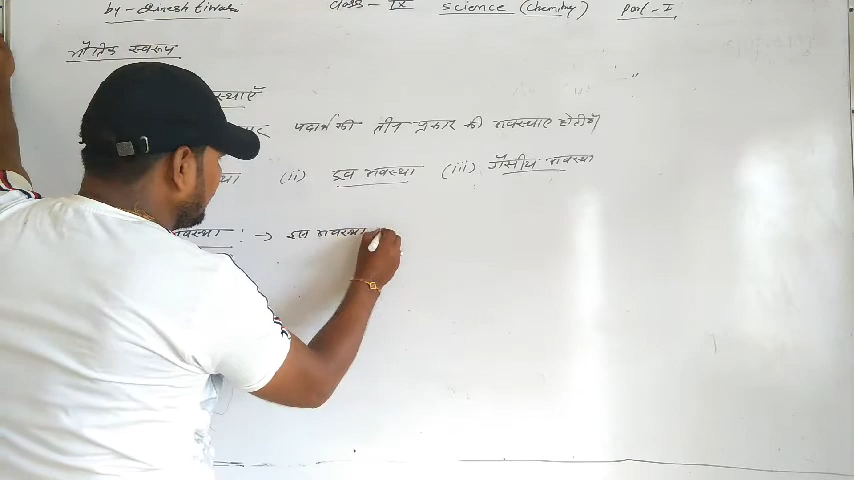 by - Dinesh tiwari class - IX science (chemistry) Part - I
भौतिक स्वरूप
पदार्थ की तीन प्रकार की अवस्थाएं होती हैं
(ii) द्रव अवस्था (iii) गैसीय अवस्था
अवस्था : → द्रव अवस्था